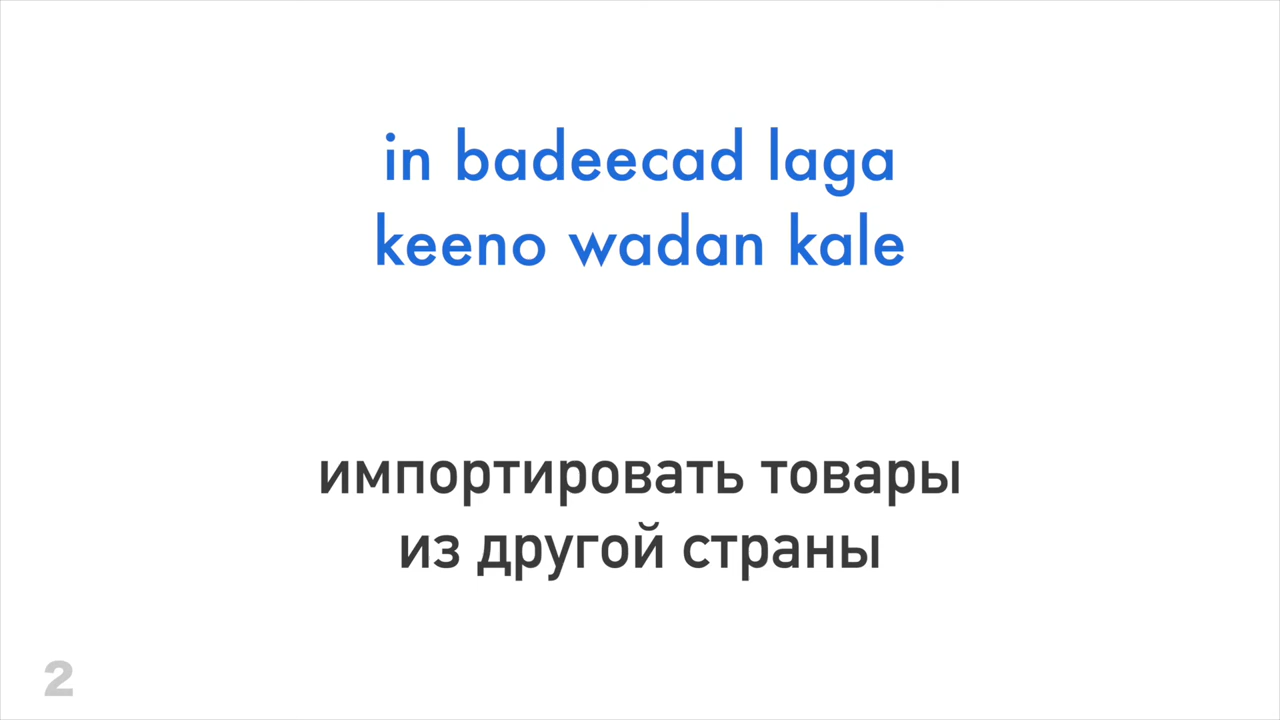 in badeecad laga
keeno wadan kale
импортировать товары
из другой страны
2